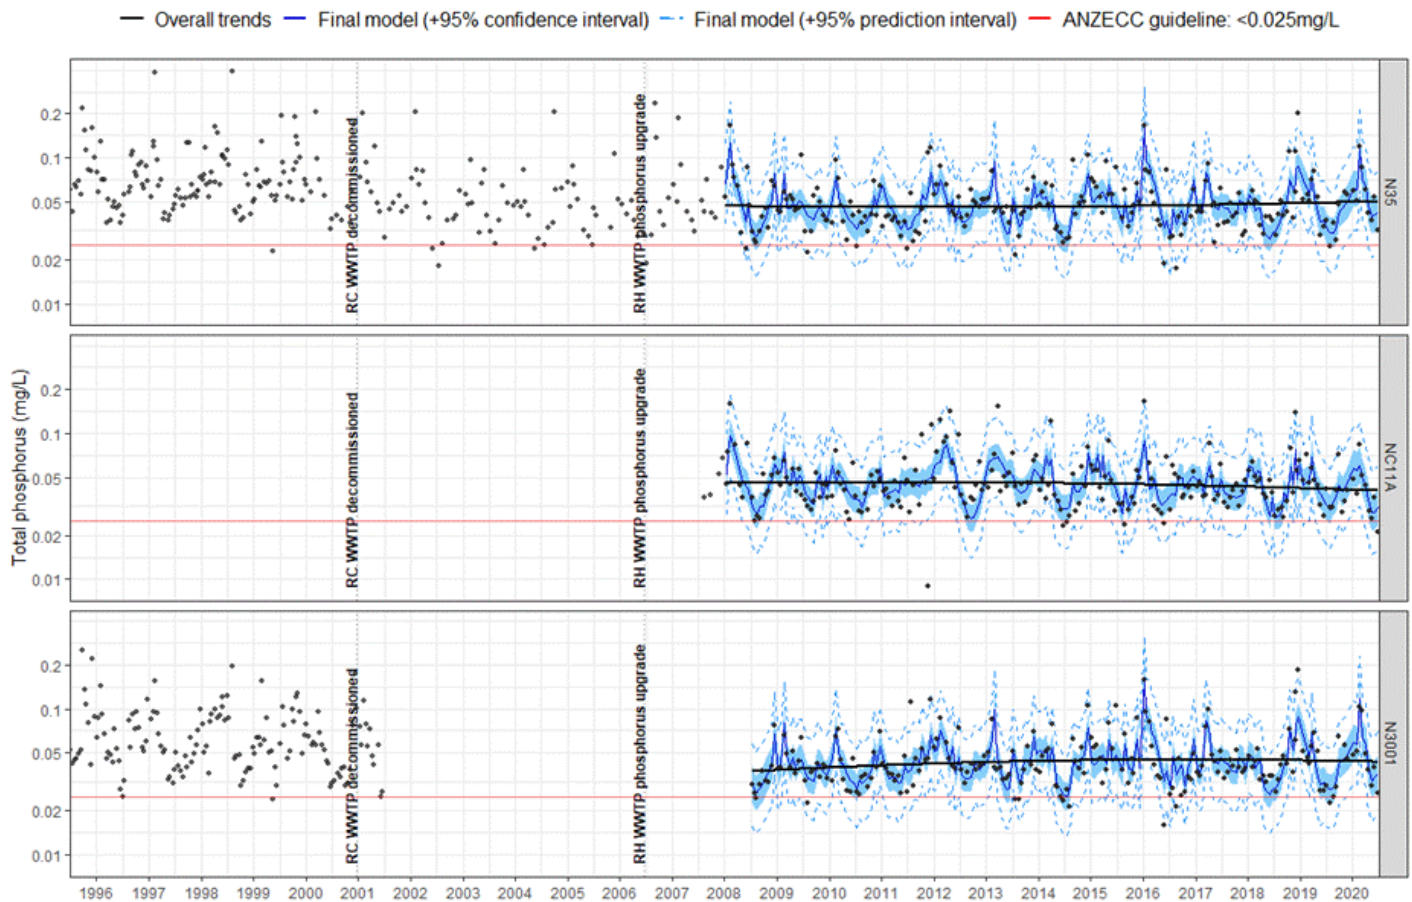 Overall trends Final model (+95% confidence interval) Final model (+95% prediction interval) ANZECC guideline: <0.025mg/L
Total phosphorus (mg/L)
0.2
0.1
0.05
0.02
0.01
RC WWTP decommissioned
RH WWTP phosphorus upgrade
N35
0.2
0.1
0.05
0.02
0.01
RC WWTP decommissioned
RH WWTP phosphorus upgrade
NC11A
0.2
0.1
0.05
0.02
0.01
RC WWTP decommissioned
RH WWTP phosphorus upgrade
N3001
1996 1997 1998 1999 2000 2001 2002 2003 2004 2005 2006 2007 2008 2009 2010 2011 2012 2013 2014 2015 2016 2017 2018 2019 2020